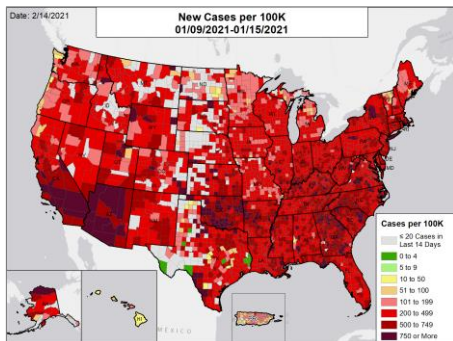 Date: 2/14/2021
New Cases per 100K
01/09/2021-01/15/2021
Cases per 100K
≤ 20 Cases in
Last 14 Days
0 to 4
5 to 9
10 to 50
51 to 100
101 to 199
200 to 499
500 to 749
750 or More
MÉXICO